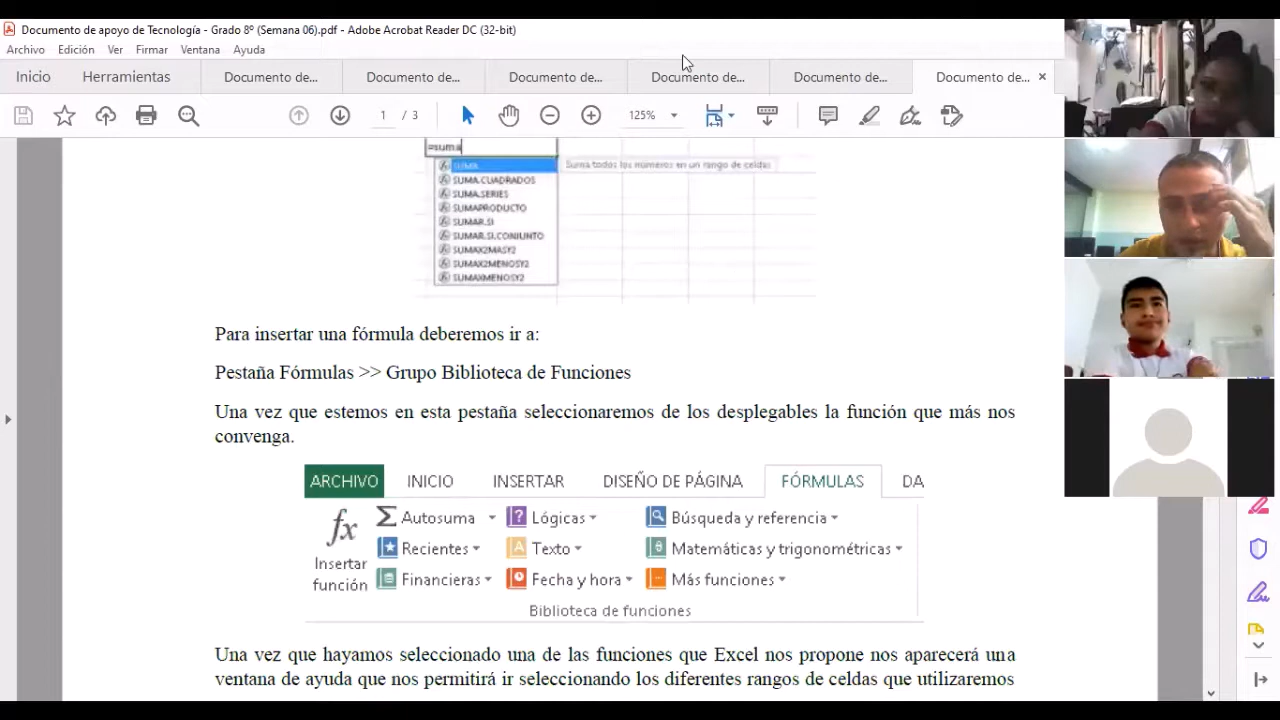 Documento de apoyo de Tecnología - Grado 8º (Semana 06).pdf - Adobe Acrobat Reader DC (32-bit)
Archivo Edición Ver Firmar Ventana Ayuda
Inicio Herramientas Documento de... Documento de... Documento de... Documento de... Documento de... Documento de...
1 / 3 125%
=suma
SUMA Suma todos los números en un rango de celdas
SUMA.CUADRADOS
SUMA.SERIES
SUMAPRODUCTO
SUMAR.SI
SUMAR.SI.CONJUNTO
SUMAX2MASY2
SUMAX2MENOSY2
SUMAXMENOSY2
Para insertar una fórmula deberemos ir a:
Pestaña Fórmulas >> Grupo Biblioteca de Funciones
Una vez que estemos en esta pestaña seleccionaremos de los desplegables la función que más nos
convenga.
ARCHIVO INICIO INSERTAR DISEÑO DE PÁGINA FÓRMULAS DA
fx Autosuma Lógicas Búsqueda y referencia
Insertar función Recientes Texto Matemáticas y trigonométricas
Financieras Fecha y hora Más funciones
Biblioteca de funciones
Una vez que hayamos seleccionado una de las funciones que Excel nos propone nos aparecerá una
ventana de ayuda que nos permitirá ir seleccionando los diferentes rangos de celdas que utilizaremos